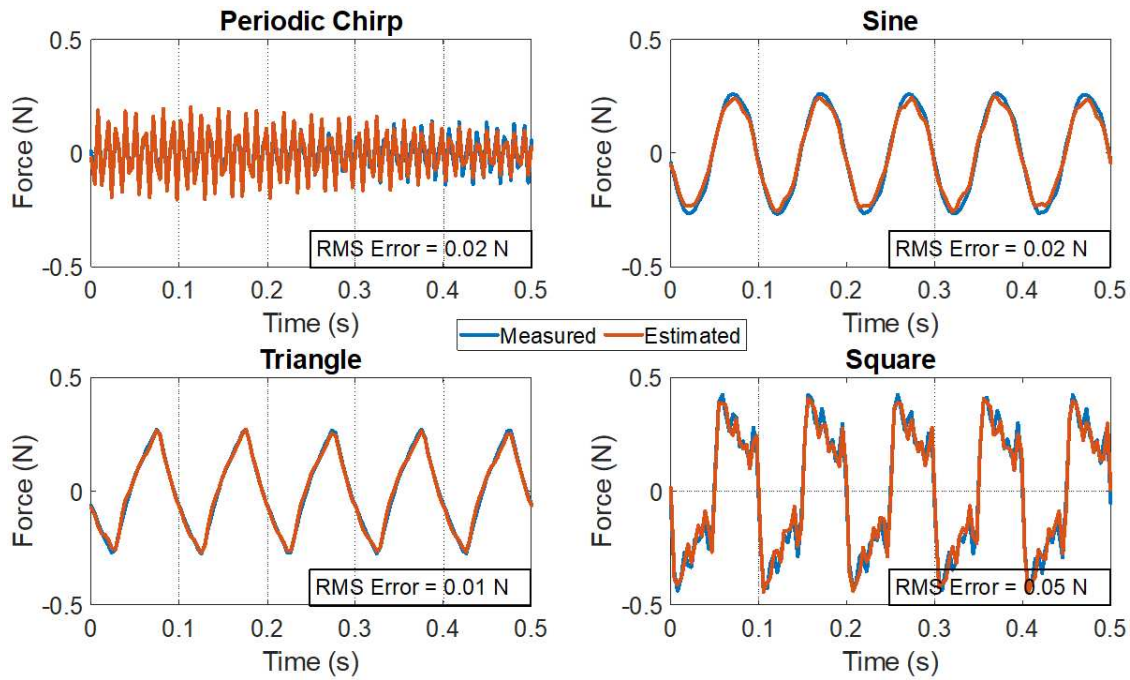 Periodic Chirp
0.5
0
-0.5
Force (N)
RMS Error = 0.02 N
0 0.1 0.2 0.3 0.4 0.5
Time (s)
Sine
0.5
0
-0.5
Force (N)
RMS Error = 0.02 N
0 0.1 0.2 0.3 0.4 0.5
Time (s)
Measured Estimated
Triangle
0.5
0
-0.5
Force (N)
RMS Error = 0.01 N
0 0.1 0.2 0.3 0.4 0.5
Time (s)
Square
0.5
0
-0.5
Force (N)
RMS Error = 0.05 N
0 0.1 0.2 0.3 0.4 0.5
Time (s)